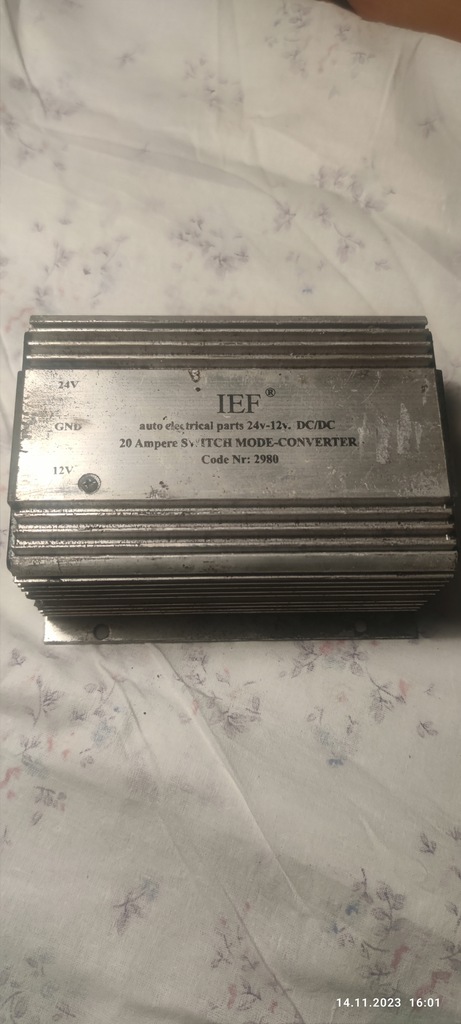 24V
IEF ®
GND
auto electrical parts 24v-12v. DC/DC
20 Ampere SWITCH MODE-CONVERTER
12V
Code Nr: 2980
14.11.2023 16:01